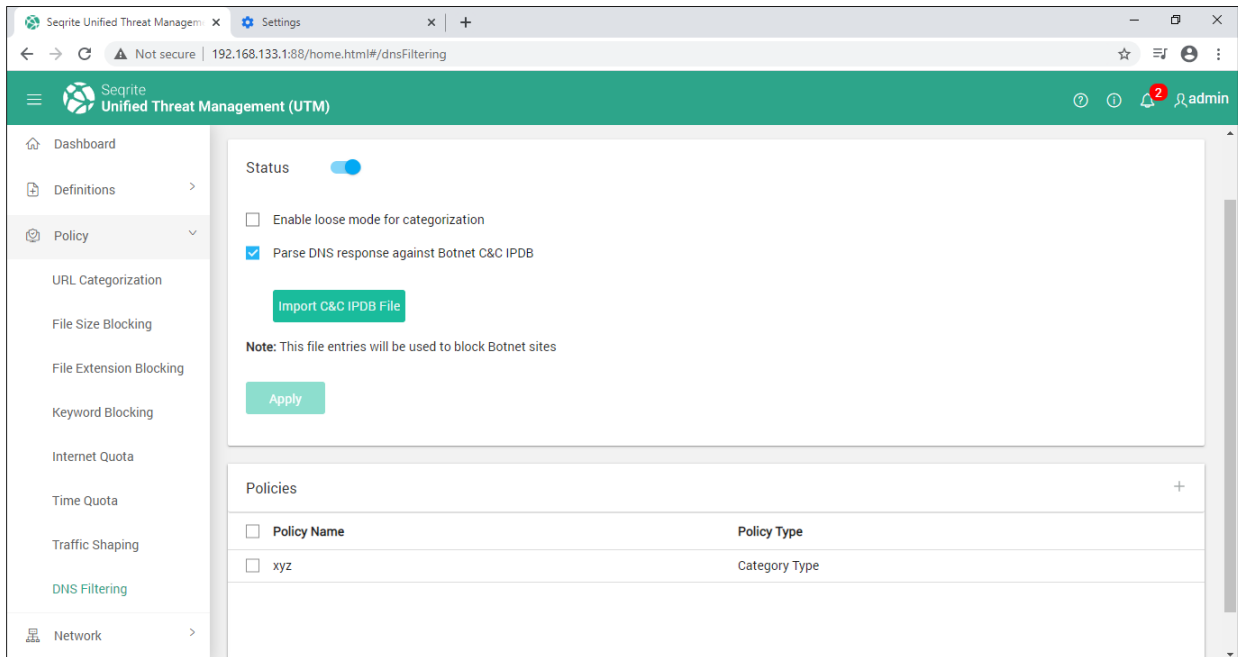 Seqrite Unified Threat Managem
Settings
Not secure | 192.168.133.1:88/home.html#/dnsFiltering
Seqrite
Unified Threat Management (UTM)
2
admin
Dashboard
Definitions
Policy
URL Categorization
File Size Blocking
File Extension Blocking
Keyword Blocking
Internet Quota
Time Quota
Traffic Shaping
DNS Filtering
Network
Status
Enable loose mode for categorization
Parse DNS response against Botnet C&C IPDB
Import C&C IPDB File
Note: This file entries will be used to block Botnet sites
Apply
Policies
Policy Name Policy Type
xyz Category Type